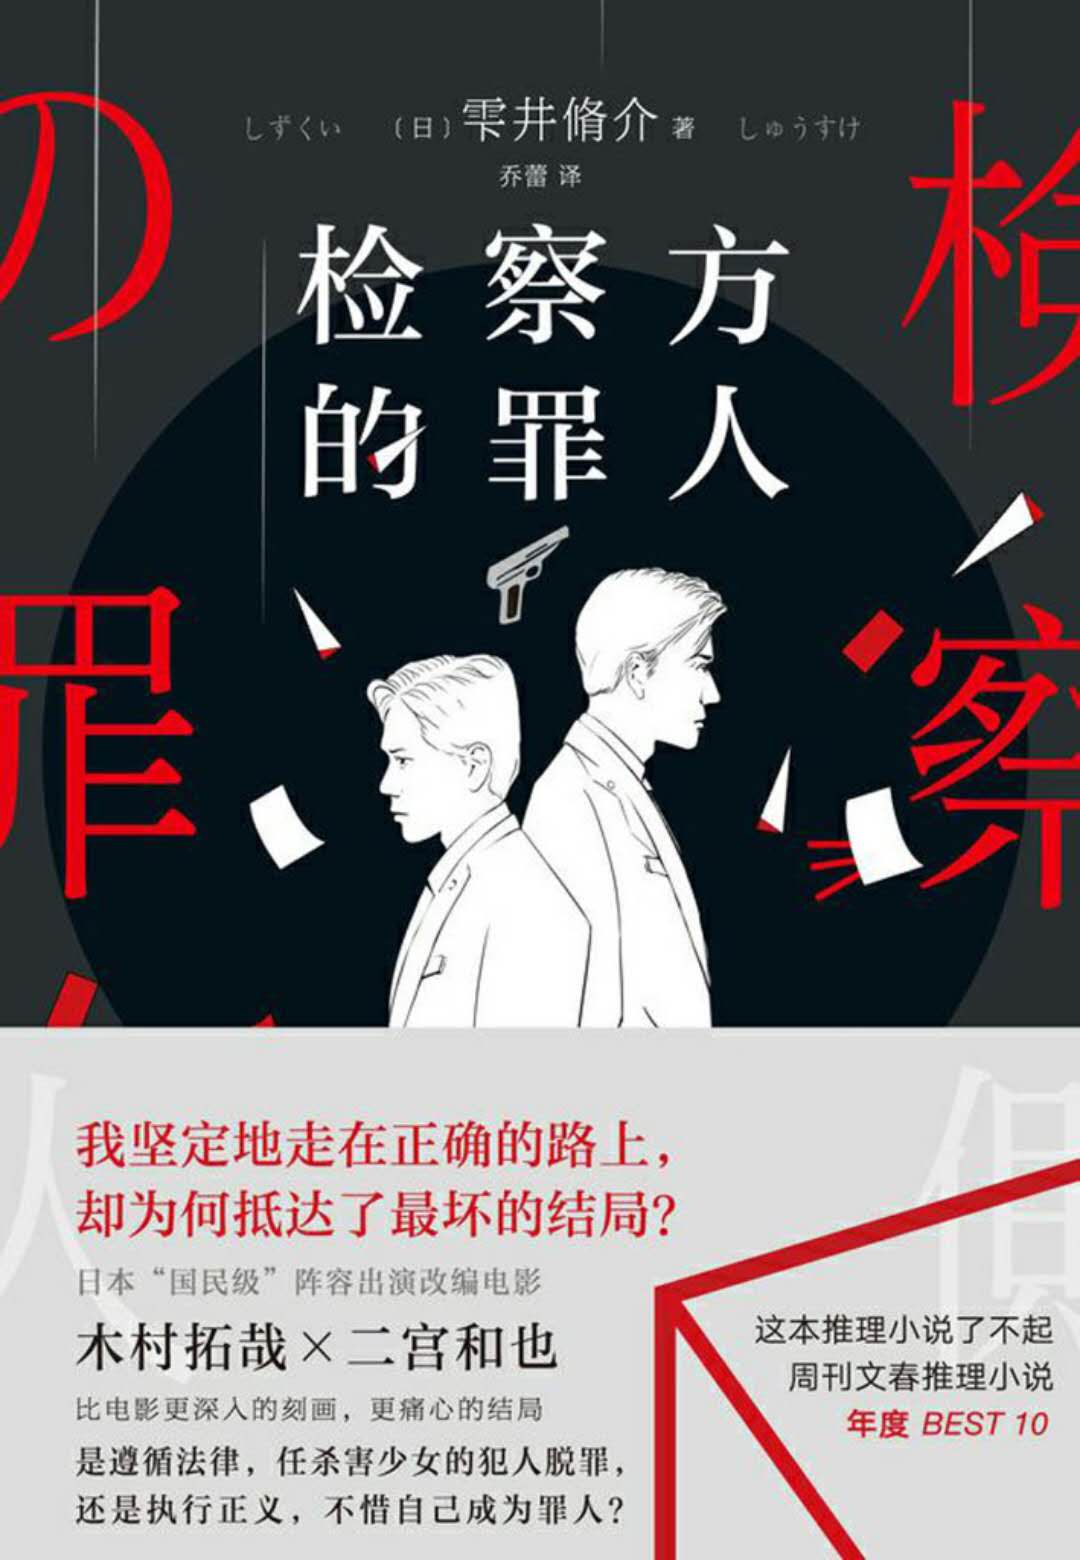 しずくい 〔日〕雫井脩介 著 しゅうすけ
乔蕾 译
检察方
的罪人
検
察
の
罪
我坚定地走在正确的路上，
却为何抵达了最坏的结局？
日本“国民级”阵容出演改编电影
木村拓哉×二宫和也
比电影更深入的刻画，更痛心的结局
是遵循法律，任杀害少女的犯人脱罪，
还是执行正义，不惜自己成为罪人？
人
这本推理小说了不起
周刊文春推理小说
年度 BEST 10